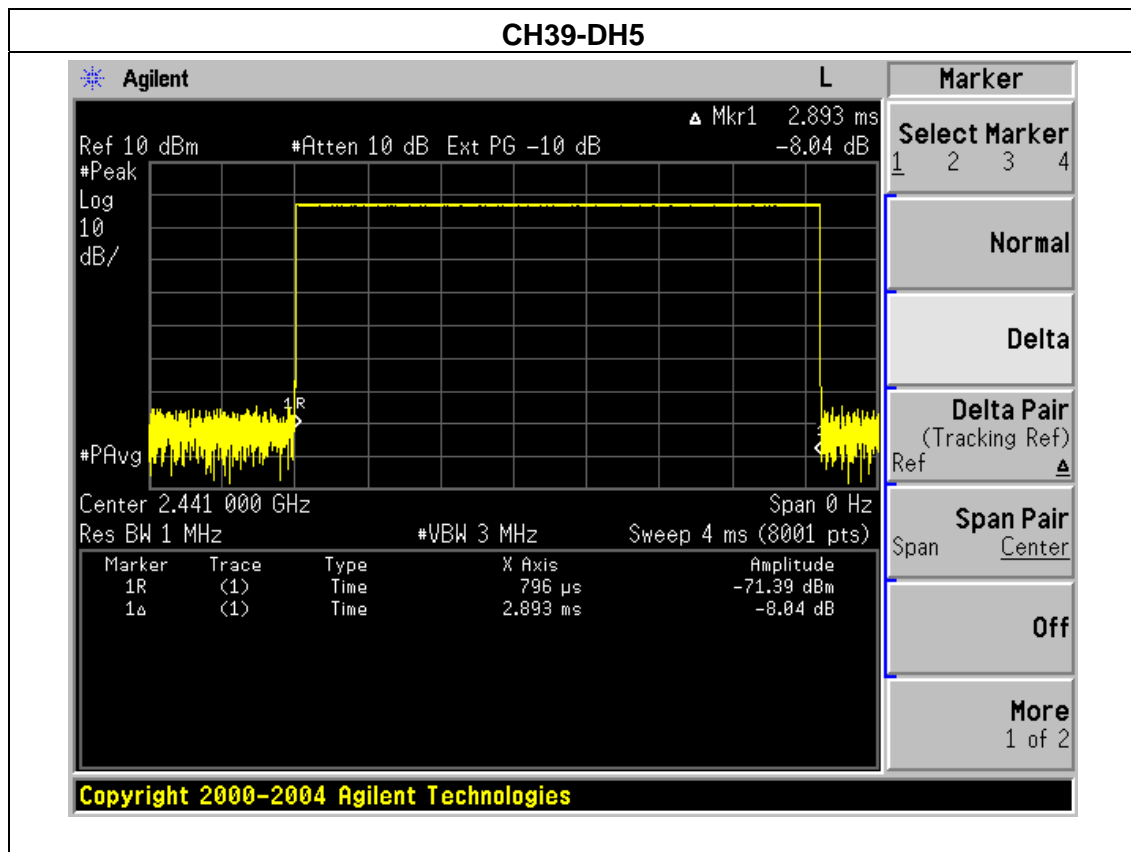 CH39-DH5
Agilent L
Marker
Δ Mkr1 2.893 ms
Ref 10 dBm #Atten 10 dB Ext PG -10 dB -8.04 dB
#Peak
Log
10
dB/
1R
1
#PAvg
Center 2.441 000 GHz Span 0 Hz
Res BW 1 MHz #VBW 3 MHz Sweep 4 ms (8001 pts)
Marker Trace Type X Axis Amplitude
1R (1) Time 796 µs -71.39 dBm
1Δ (1) Time 2.893 ms -8.04 dB
Select Marker
1 2 3 4
Normal
Delta
Delta Pair
(Tracking Ref)
Ref Δ
Span Pair
Span Center
Off
More
1 of 2
Copyright 2000-2004 Agilent Technologies